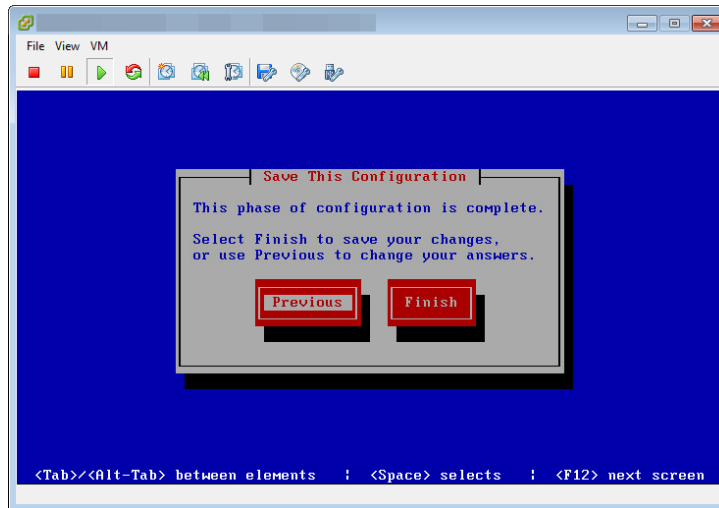 File View VM
Save This Configuration
This phase of configuration is complete.
Select Finish to save your changes,
or use Previous to change your answers.
Previous Finish
<Tab>/<Alt-Tab> between elements ¦ <Space> selects ¦ <F12> next screen